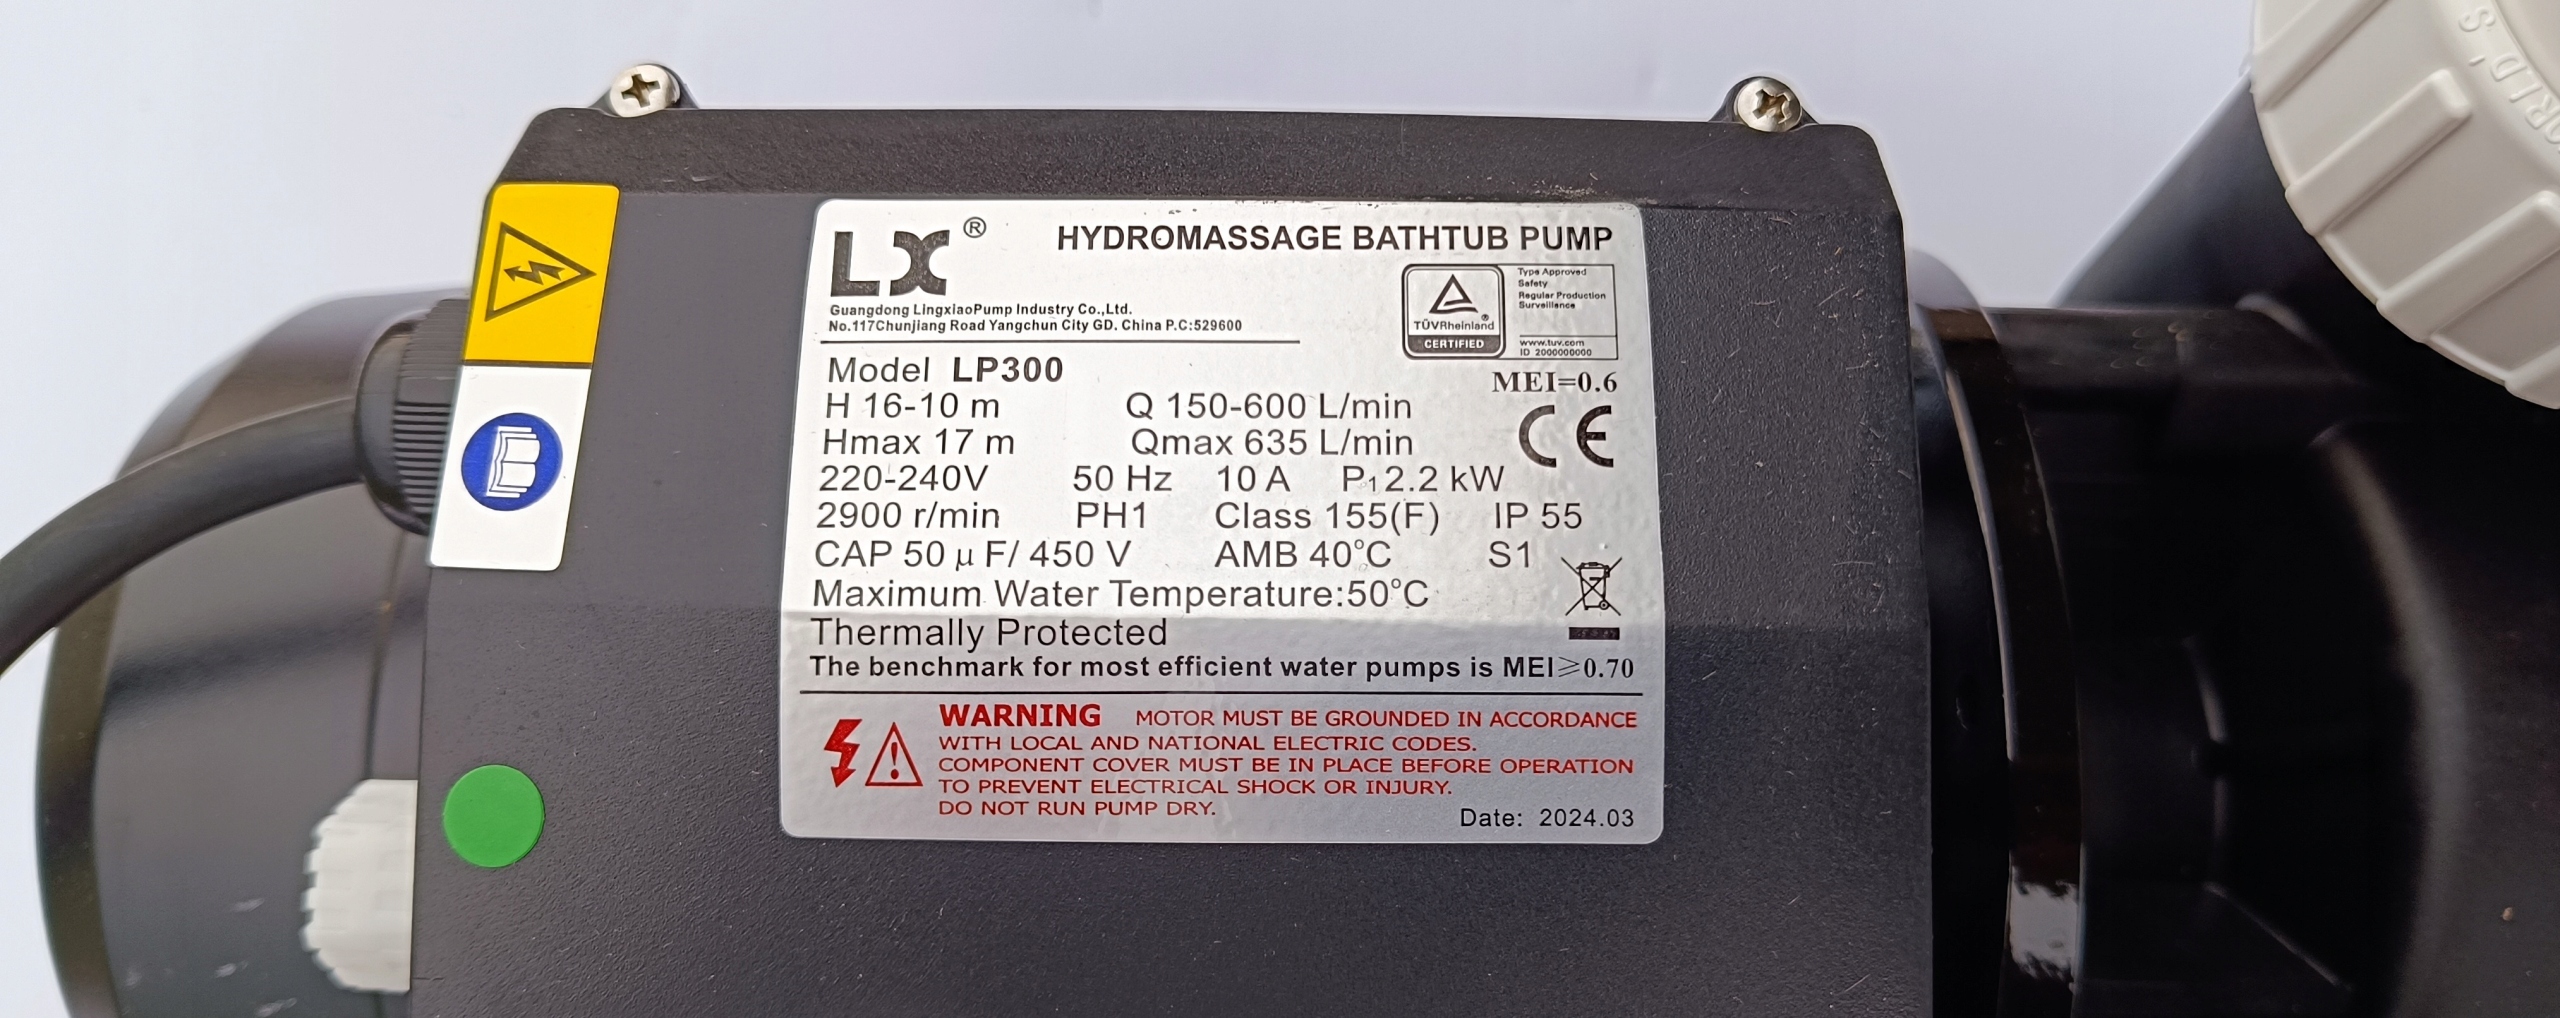 LX ®
HYDROMASSAGE BATHTUB PUMP
Guangdong LingxiaoPump Industry Co.,Ltd.
No.117Chunjiang Road Yangchun City GD. China P.C:529600
TÜVRheinland ®
CERTIFIED
Type Approved
Safety
Regular Production
Surveillance
www.tuv.com
ID 2000000000
Model LP300
MEI=0.6
H 16-10 m Q 150-600 L/min
Hmax 17 m Qmax 635 L/min
CE
220-240V 50 Hz 10 A P₁2.2 kW
2900 r/min PH1 Class 155(F) IP 55
CAP 50 μ F/ 450 V AMB 40°C S1
Maximum Water Temperature:50°C
Thermally Protected
The benchmark for most efficient water pumps is MEI≥0.70
WARNING MOTOR MUST BE GROUNDED IN ACCORDANCE
WITH LOCAL AND NATIONAL ELECTRIC CODES.
COMPONENT COVER MUST BE IN PLACE BEFORE OPERATION
TO PREVENT ELECTRICAL SHOCK OR INJURY.
DO NOT RUN PUMP DRY.
Date: 2024.03